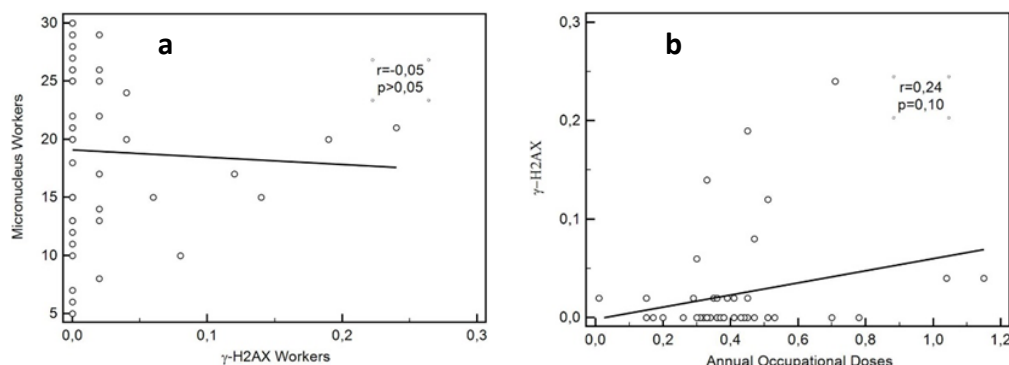 a
r=-0,05
p>0,05
Micronucleus Workers
30
25
20
15
10
5
0,0
0,1
0,2
0,3
γ-H2AX Workers
b
r=0,24
p=0,10
γ-H2AX
0,3
0,2
0,1
0,0
0,0
0,2
0,4
0,6
0,8
1,0
1,2
Annual Occupational Doses